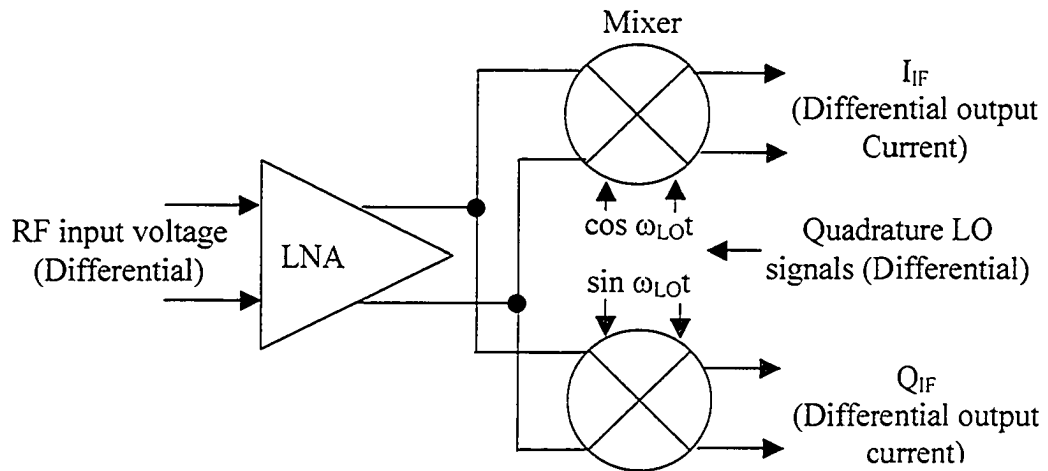 Mixer
I_IF
(Differential output
Current)
RF input voltage
(Differential)
LNA
cos ω_LOt
Quadrature LO
signals (Differential)
sin ω_LOt
Q_IF
(Differential output
current)